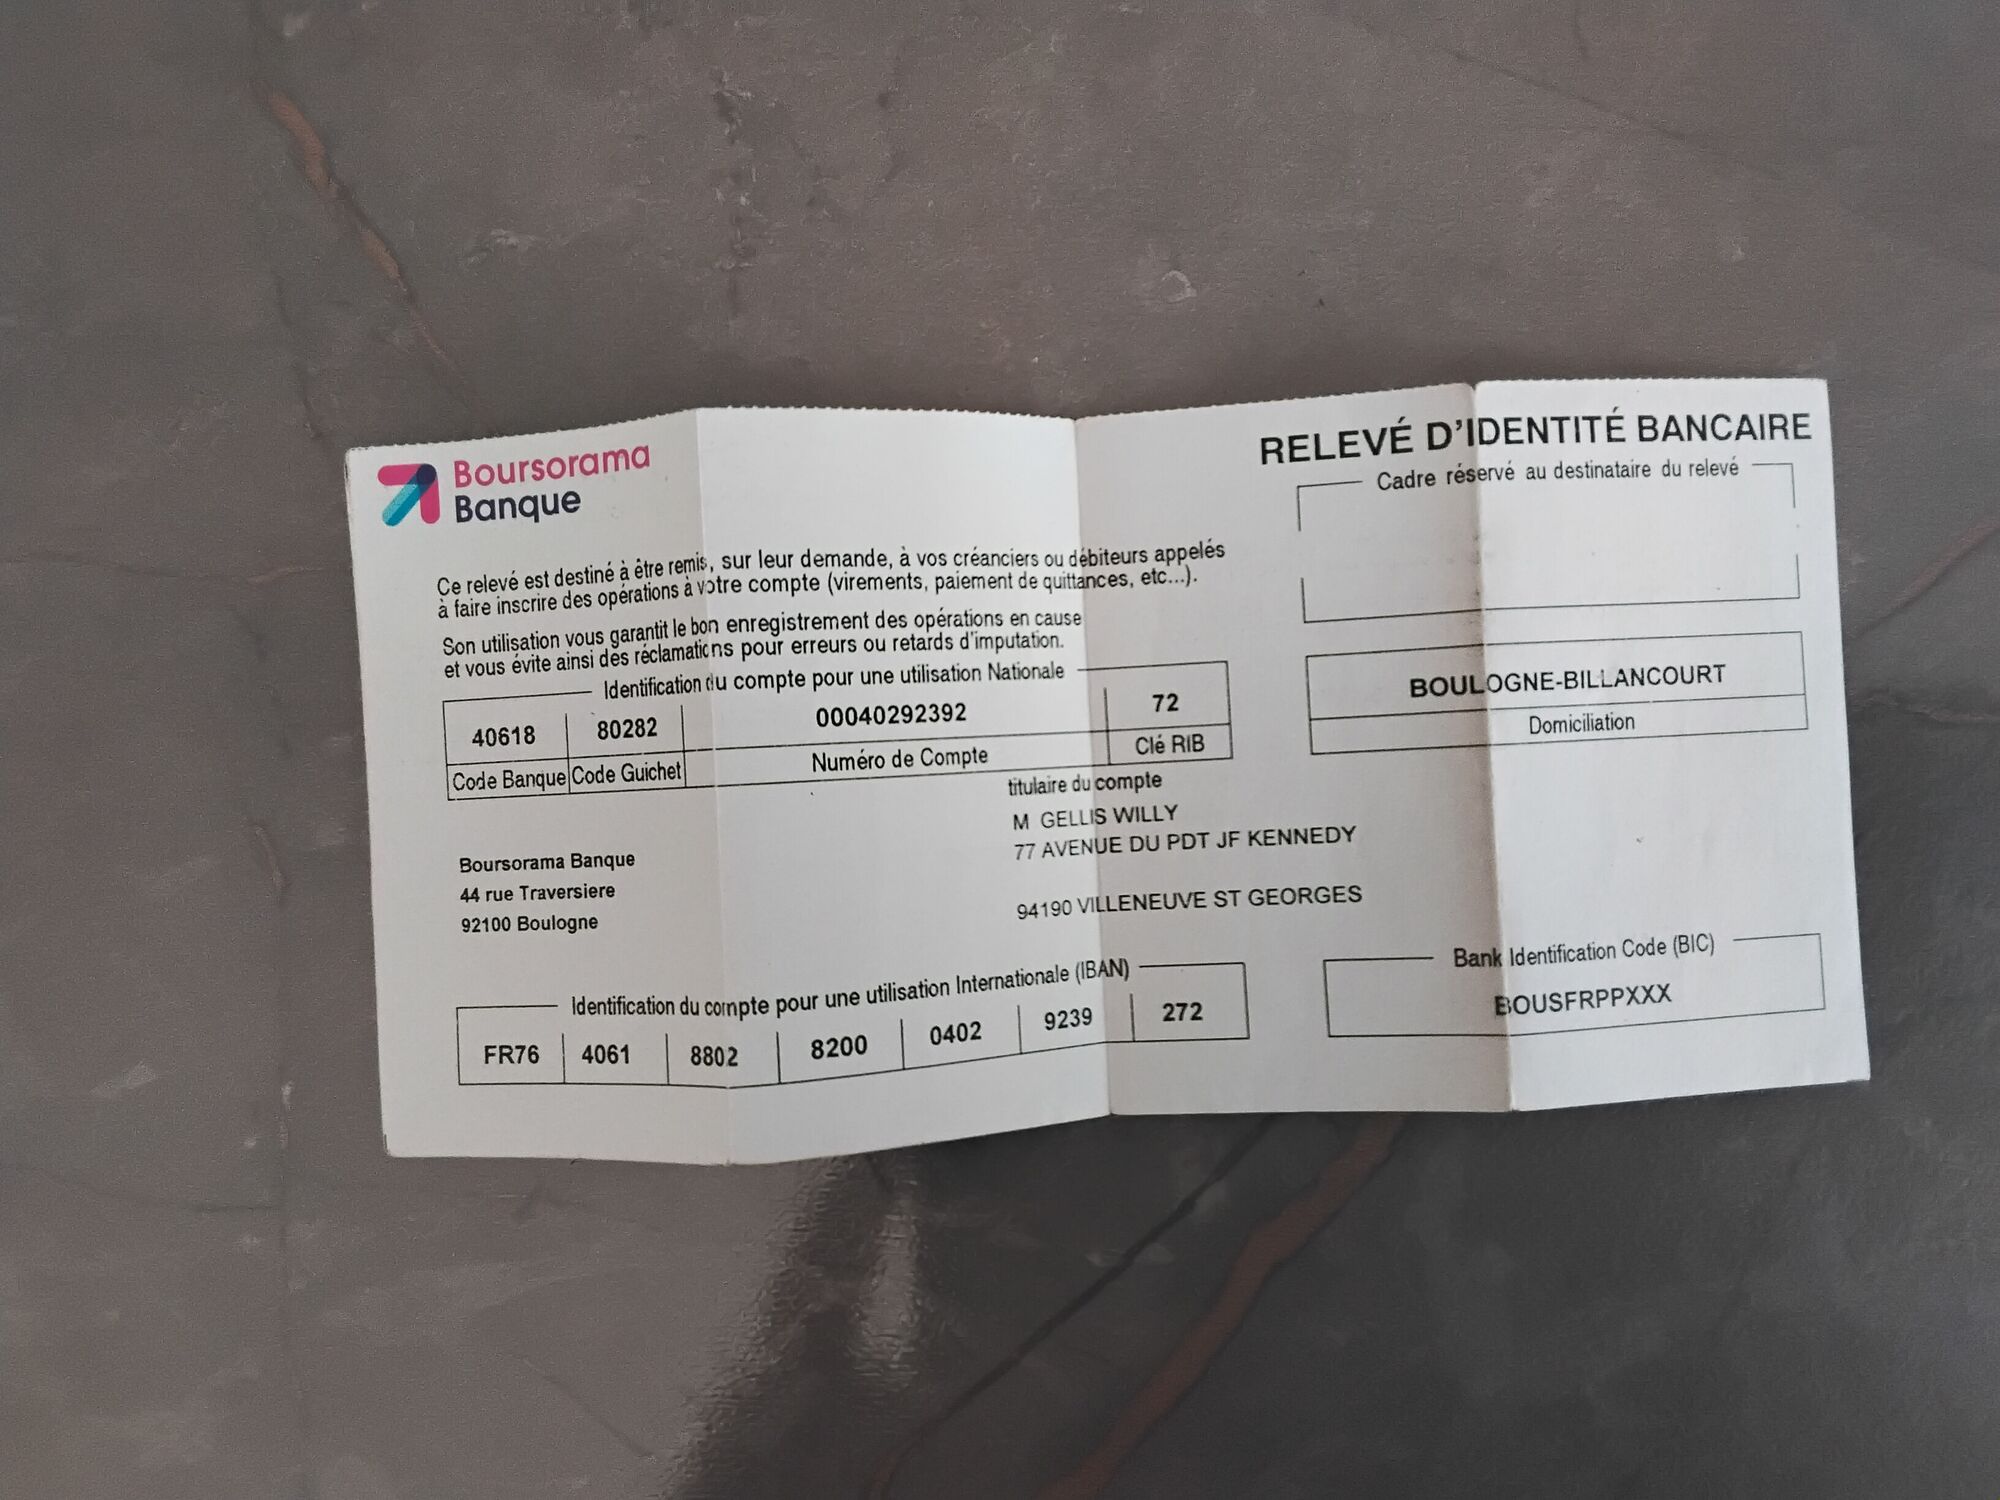 Boursorama
Banque
RELEVÉ D'IDENTITÉ BANCAIRE
Cadre réservé au destinataire du relevé
Ce relevé est destiné à être remis, sur leur demande, à vos créanciers ou débiteurs appelés
à faire inscrire des opérations à votre compte (virements, paiement de quittances, etc...).
Son utilisation vous garantit le bon enregistrement des opérations en cause
et vous évite ainsi des réclamations pour erreurs ou retards d'imputation.
Identification du compte pour une utilisation Nationale
40618 80282 00040292392 72
Code Banque Code Guichet Numéro de Compte Clé RIB
BOULOGNE-BILLANCOURT
Domiciliation
titulaire du compte
M GELLIS WILLY
77 AVENUE DU PDT JF KENNEDY
94190 VILLENEUVE ST GEORGES
Boursorama Banque
44 rue Traversiere
92100 Boulogne
Identification du compte pour une utilisation Internationale (IBAN)
FR76 4061 8802 8200 0402 9239 272
Bank Identification Code (BIC)
BOUSFRPPXXX